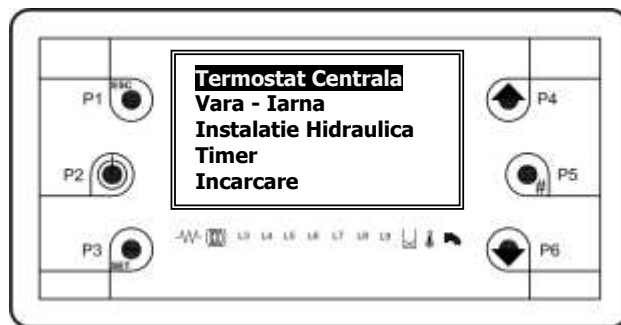 Termostat Centrala
Vara - Iarna
Instalatie Hidraulica
Timer
Incarcare
ESC
P1
P2
P3
SET
P4
P5
#
P6
L3 L4 L5 L6 L7 L8 L9